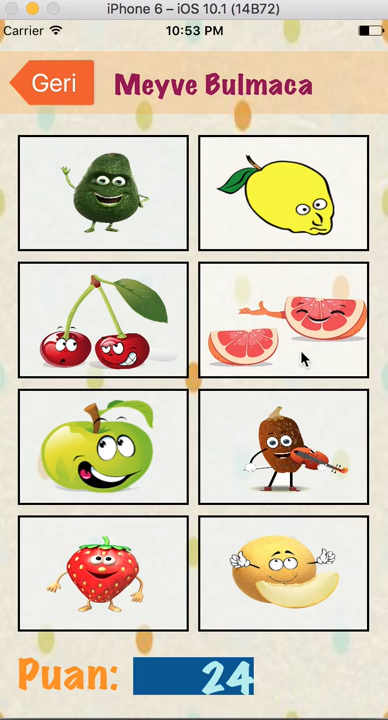 iPhone 6 – iOS 10.1 (14B72)
Carrier 10:53 PM
Geri Meyve Bulmaca
Puan: 24